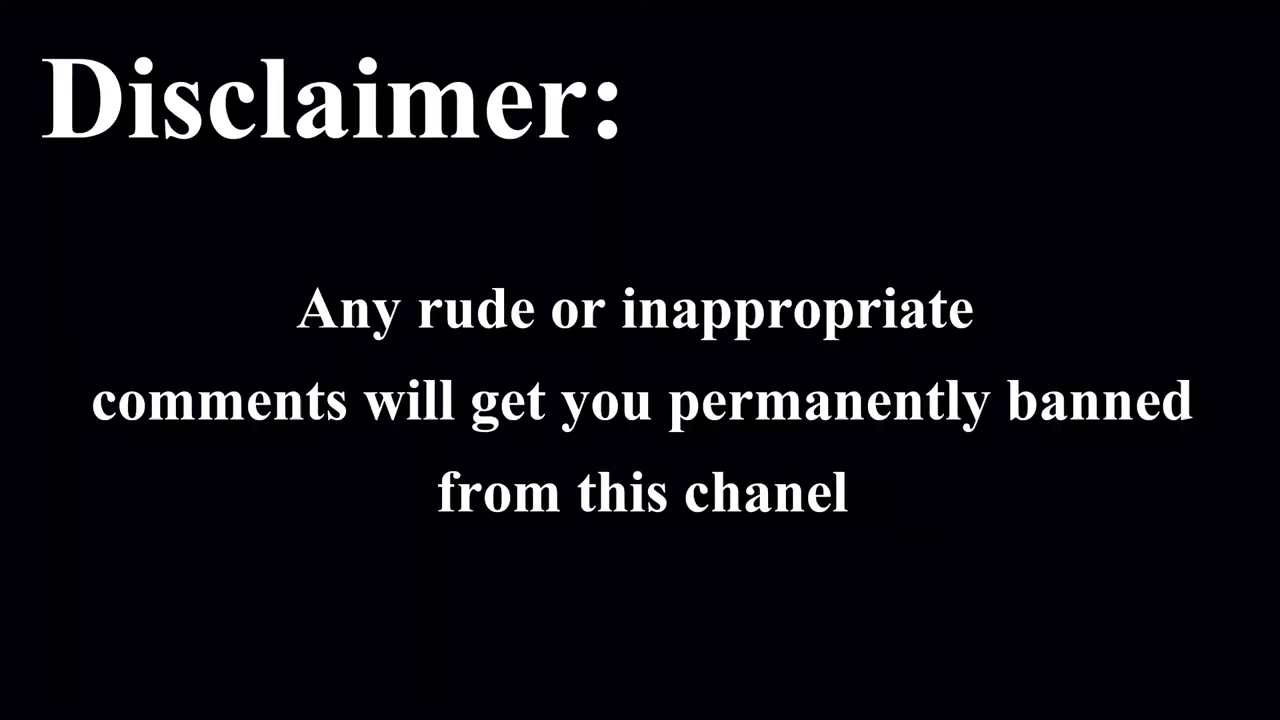 Disclaimer:
Any rude or inappropriate
comments will get you permanently banned
from this chanel